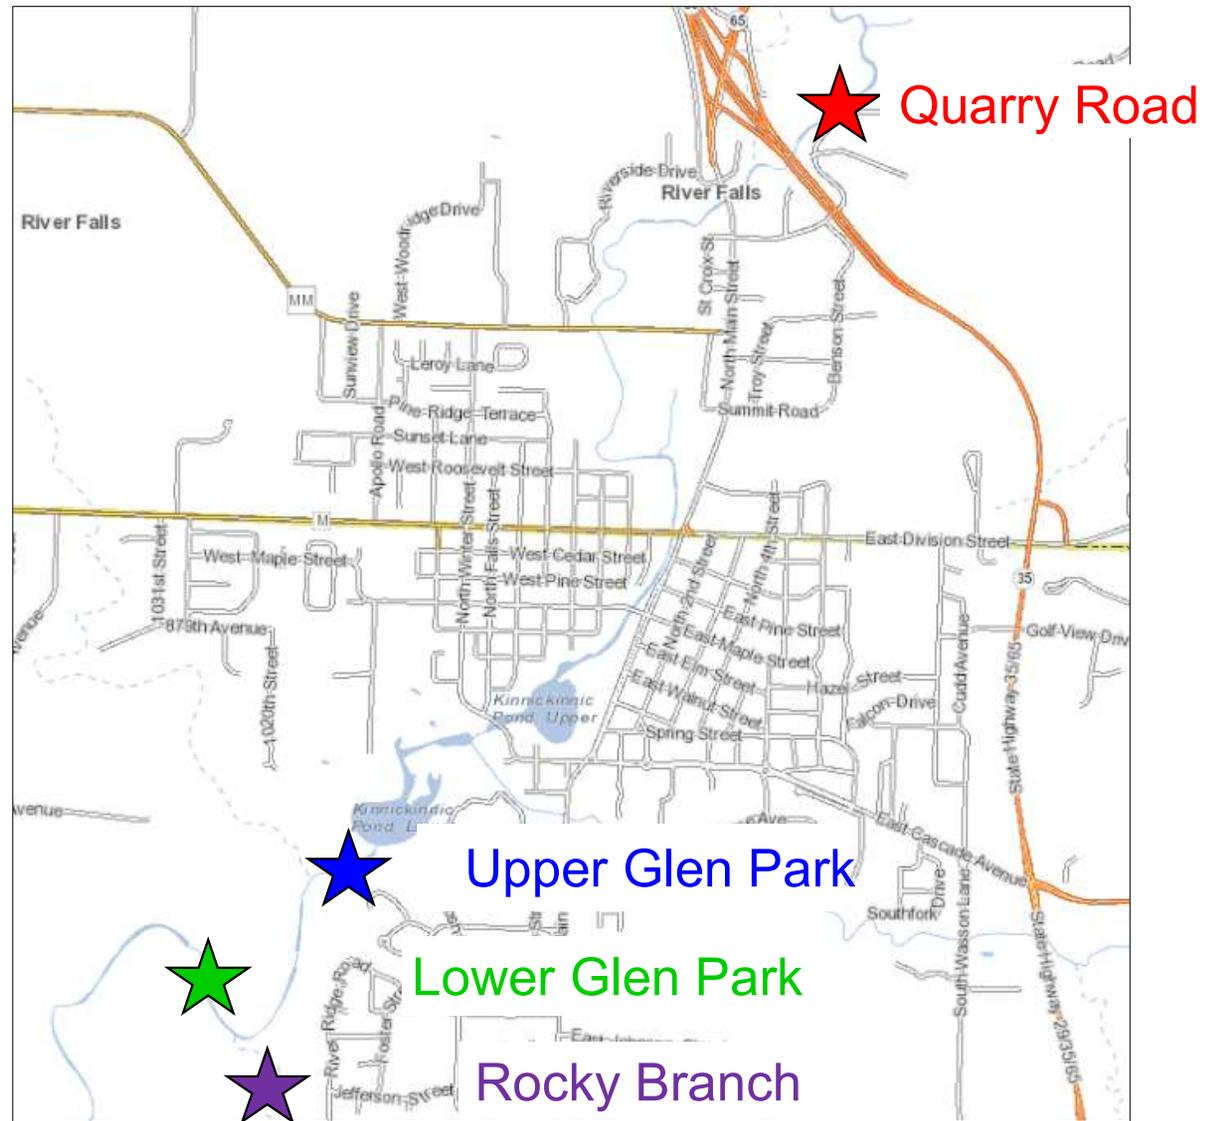 65
Quarry Road
Riverside Drive
River Falls
River Falls
West Woodridge Drive
St Croix St
North Main Street
MM
Sunview Drive
Troy Street
Benson Street
Leroy Lane
Pine Ridge Terrace
Summit Road
Apollo Road
Sunset Lane
West Roosevelt Street
North Winter Street
North Falls Street
North 4th Street
M
East Division Street
1031st Street
West Maple Street
West Cedar Street
West Pine Street
North 2nd Street
35
879th Avenue
East Pine Street
East Maple Street
Golf View Driv
1020th Street
East Elm Street
Hazel Street
Cudd Avenue
State Highway 35/65
East Walnut Street
Falcon Drive
Kinnickinnic
Pond Upper
Spring Street
Kinnickinnic
Pond L
venue
Ave
East Cascade Avenue
Upper Glen Park
Drive
Southfork
South Wasson Lane
State Highway 29/35/65
Lower Glen Park
River Ridge Road
Foster Str
Rocky Branch
Jefferson Street